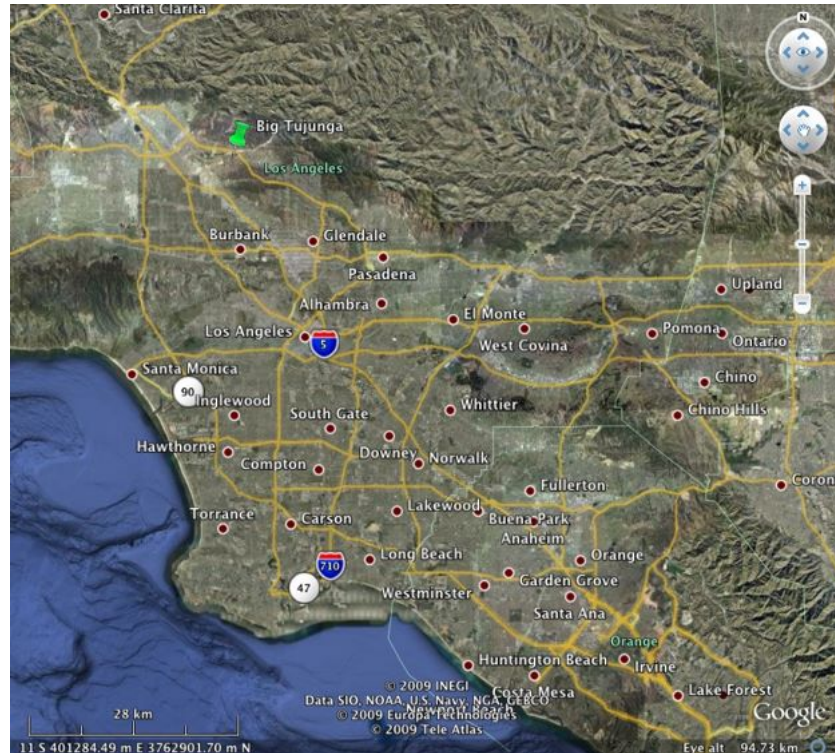 Santa Clarita
N
Big Tujunga
Los Angeles
Burbank
Glendale
Pasadena
Upland
Alhambra
El Monte
Los Angeles
5
West Covina
Pomona
Ontario
Santa Monica
90
Chino
Inglewood
Whittier
Chino Hills
South Gate
Hawthorne
Downey
Norwalk
Compton
Fullerton
Coron
Torrance
Carson
Lakewood
Buena Park
Anaheim
Long Beach
710
Orange
47
Westminster
Garden Grove
Santa Ana
Orange
Huntington Beach
Irvine
Costa Mesa
Lake Forest
Newport Beach
© 2009 INEGI
Data SIO, NOAA, U.S. Navy, NGA, GEBCO
© 2009 Europa Technologies
© 2009 Tele Atlas
Google
28 km
11 S 401284.49 m E 3762901.70 m N
Eye alt 94.73 km